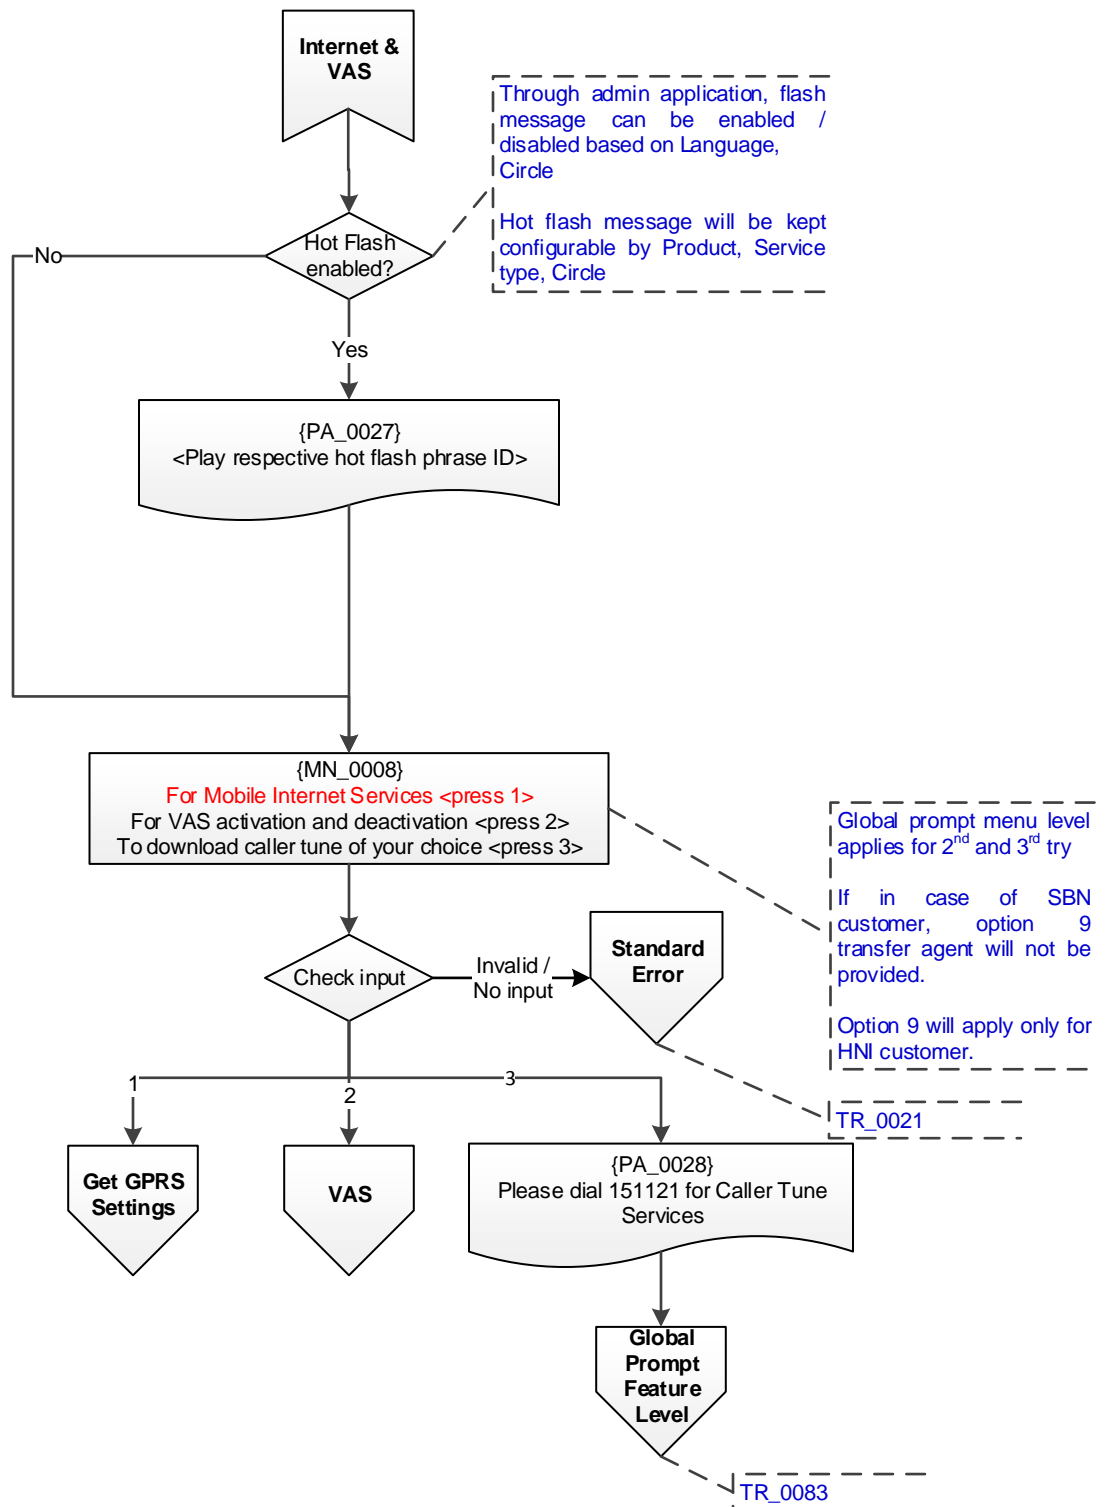 Internet &
VAS
Through admin application, flash
message can be enabled /
disabled based on Language,
Circle
Hot flash message will be kept
configurable by Product, Service
type, Circle
Hot Flash
enabled?
No
Yes
{PA_0027}
<Play respective hot flash phrase ID>
{MN_0008}
For Mobile Internet Services <press 1>
For VAS activation and deactivation <press 2>
To download caller tune of your choice <press 3>
Global prompt menu level
applies for 2nd and 3rd try
If in case of SBN
customer, option 9
transfer agent will not be
provided.
Option 9 will apply only for
HNI customer.
Check input
Invalid /
No input
Standard
Error
TR_0021
1
2
3
Get GPRS
Settings
VAS
{PA_0028}
Please dial 151121 for Caller Tune
Services
Global
Prompt
Feature
Level
TR_0083